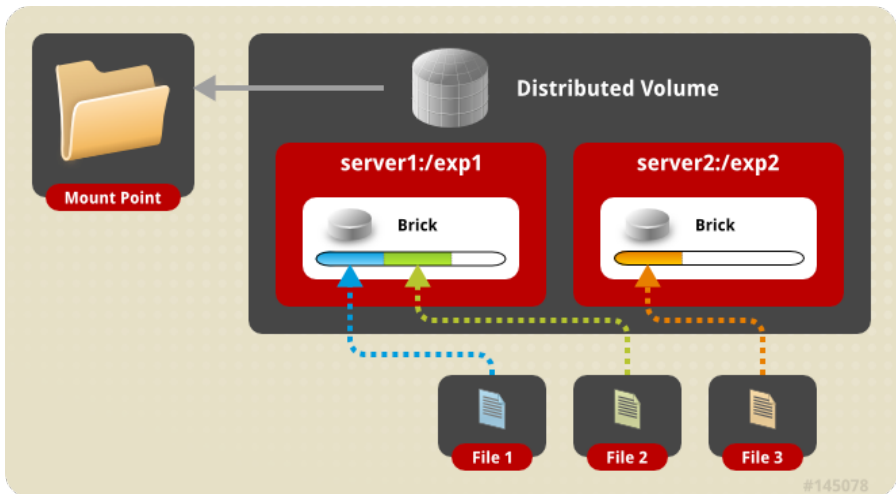 Distributed Volume
Mount Point
server1:/exp1
server2:/exp2
Brick
Brick
File 1
File 2
File 3
#145078